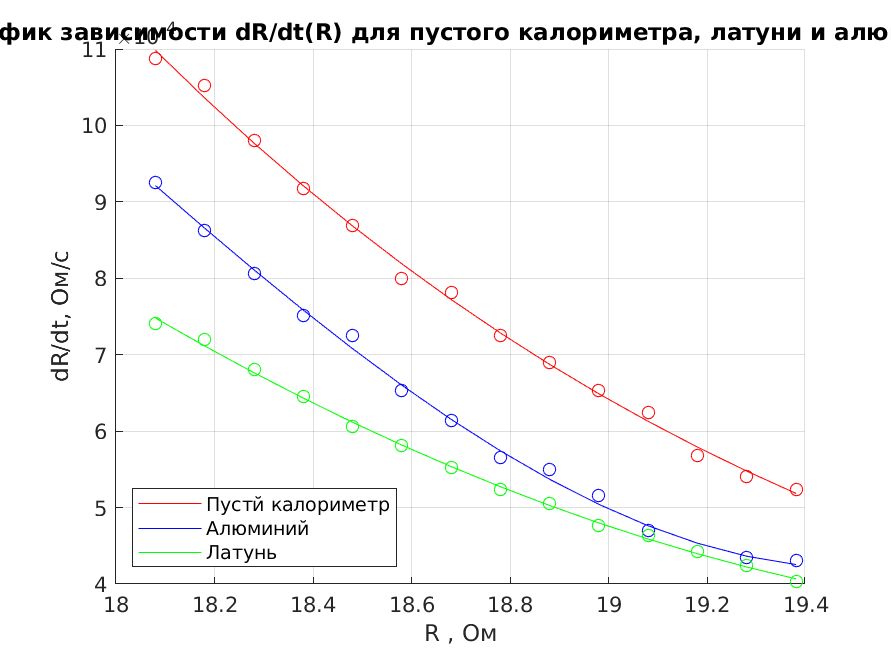 фик зависимости dR/dt(R) для пустого калориметра, латуни и алю
×10⁻⁴
11
10
9
8
7
6
5
4
dR/dt, Ом/с
Пустй калориметр
Алюминий
Латунь
18 18.2 18.4 18.6 18.8 19 19.2 19.4
R , Ом